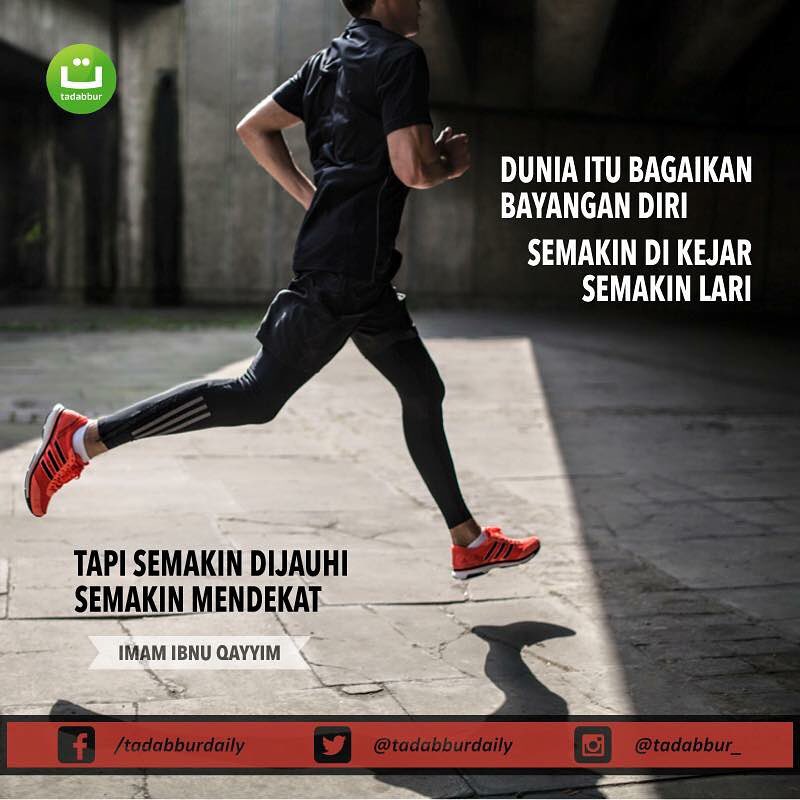 ت
tadabbur
DUNIA ITU BAGAIKAN
BAYANGAN DIRI
SEMAKIN DI KEJAR
SEMAKIN LARI
TAPI SEMAKIN DIJAUHI
SEMAKIN MENDEKAT
IMAM IBNU QAYYIM
/tadabburdaily @tadabburdaily @tadabbur_